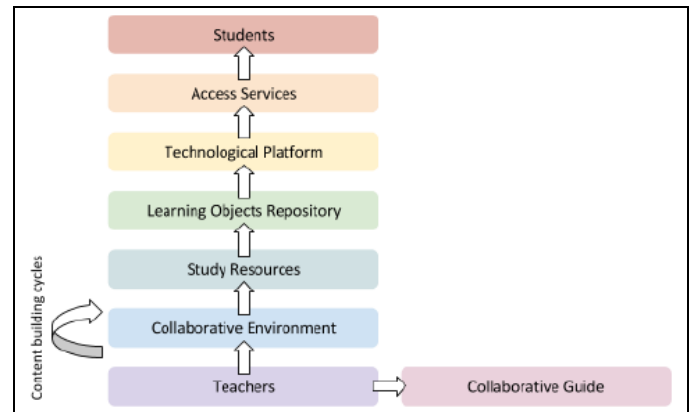 Students
Access Services
Technological Platform
Learning Objects Repository
Study Resources
Content building cycles
Collaborative Environment
Teachers
Collaborative Guide